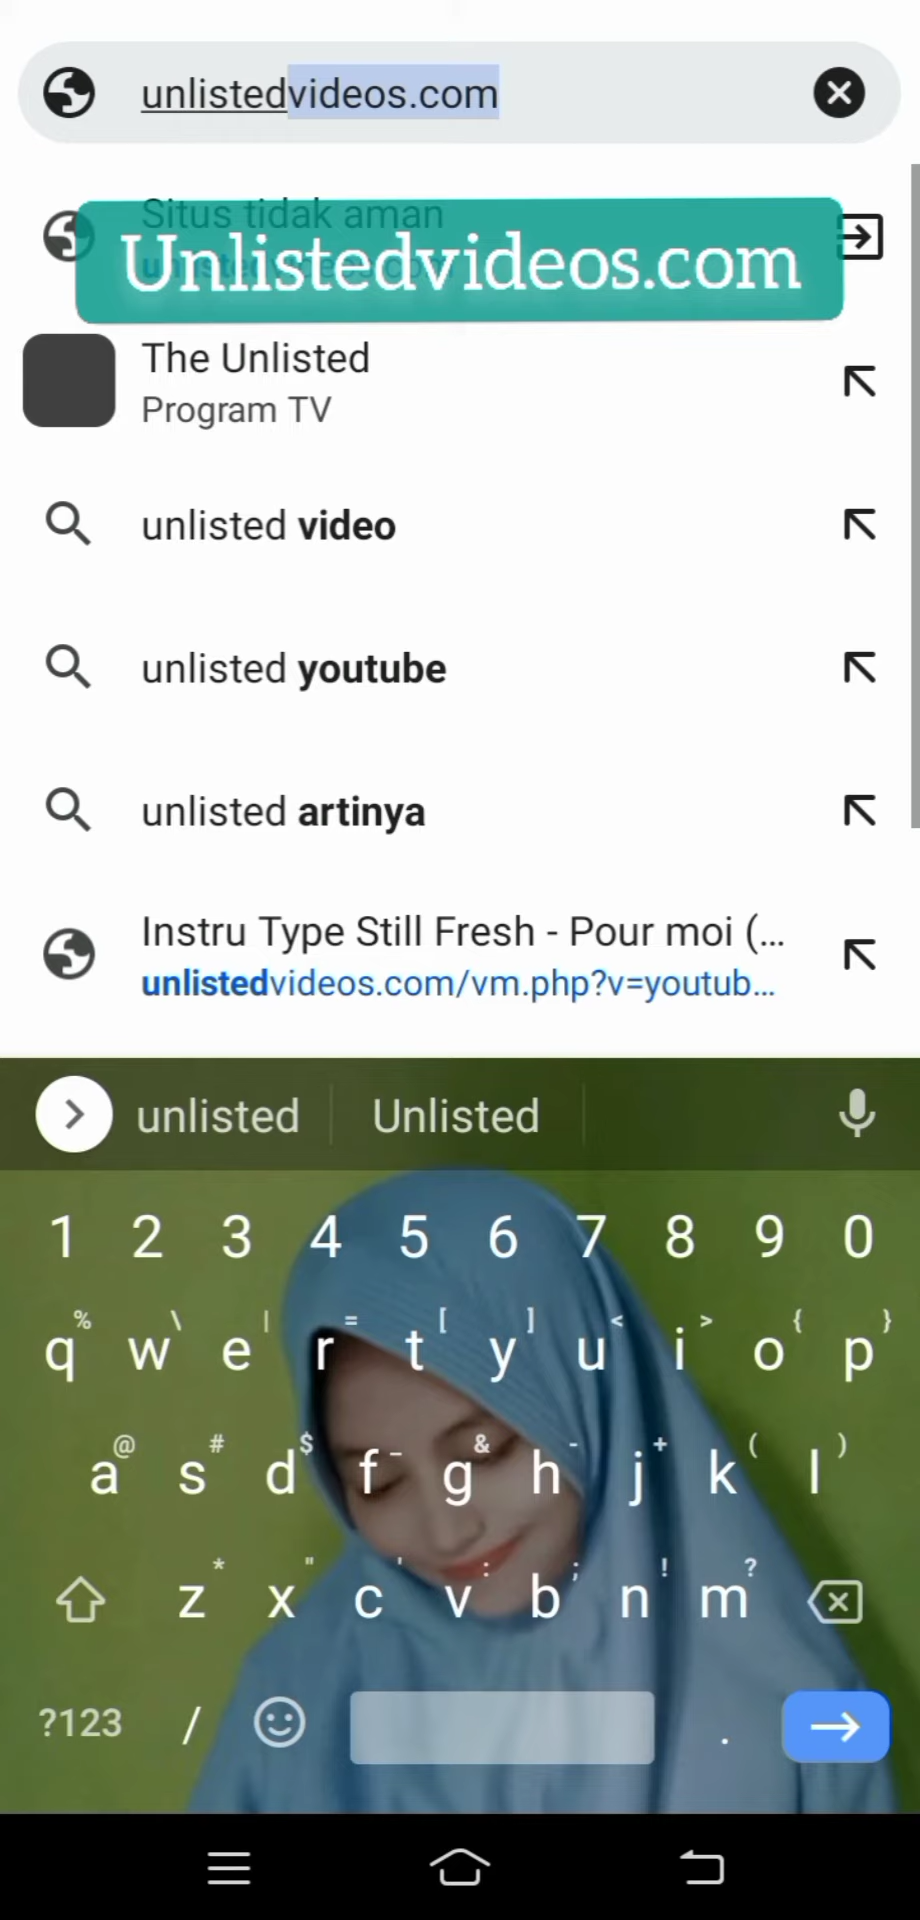 unlistedvideos.com
Situs tidak aman
unlistedvideos.com
Unlistedvideos.com
The Unlisted
Program TV
unlisted video
unlisted youtube
unlisted artinya
Instru Type Still Fresh - Pour moi (...
unlistedvideos.com/vm.php?v=youtub...
unlisted Unlisted
1 2 3 4 5 6 7 8 9 0
% \ | = [ ] < > { }
q w e r t y u i o p
@ # $ _ & - + ( )
a s d f g h j k l
* " ' : ; ! ?
z x c v b n m
?123 / .